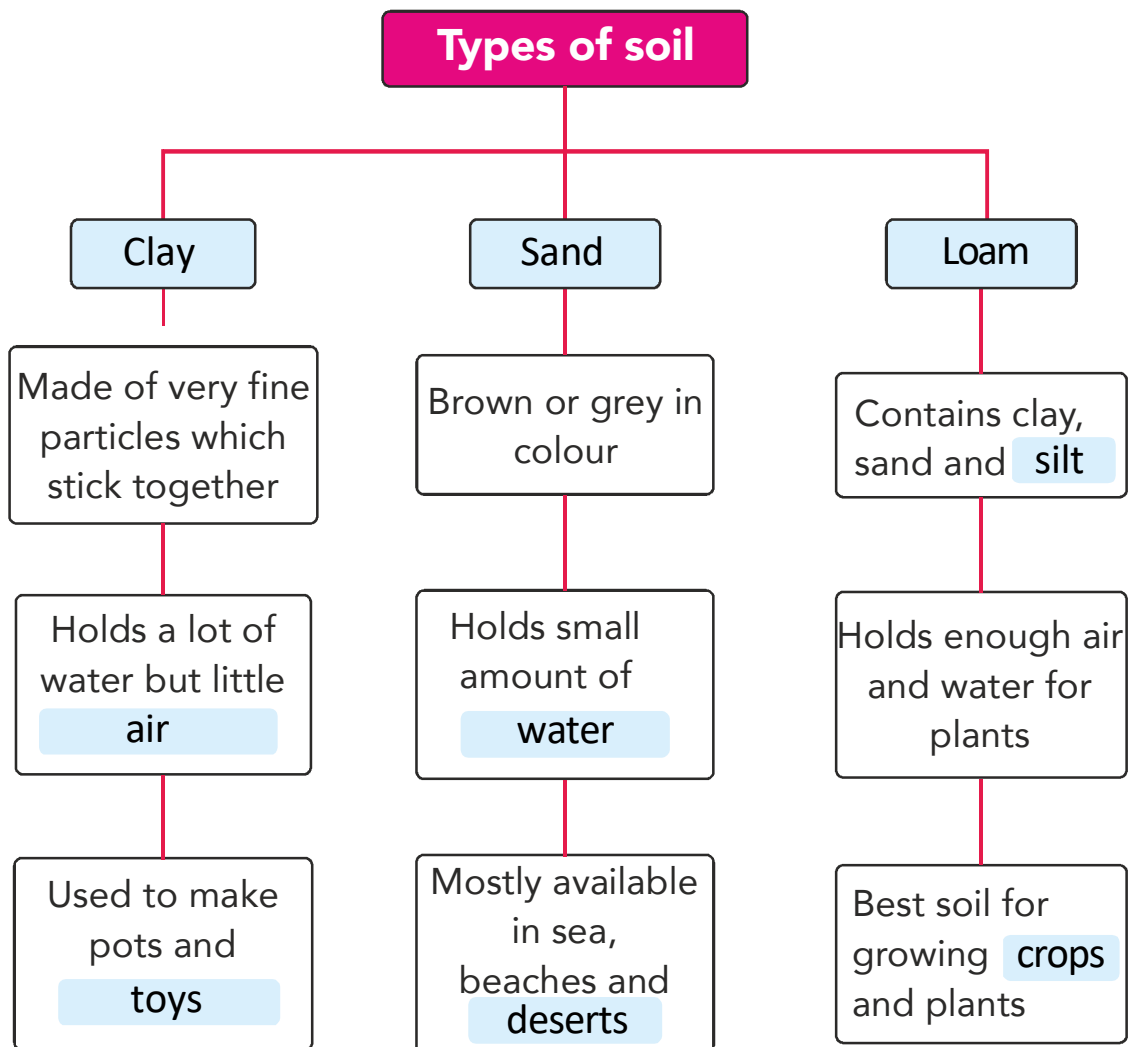 Types of soil
Clay
Sand
Loam
Made of very fine
particles which
stick together
Brown or grey in
colour
Contains clay,
sand and silt
Holds a lot of
water but little
air
Holds small
amount of
water
Holds enough air
and water for
plants
Used to make
pots and
toys
Mostly available
in sea,
beaches and
deserts
Best soil for
growing crops
and plants